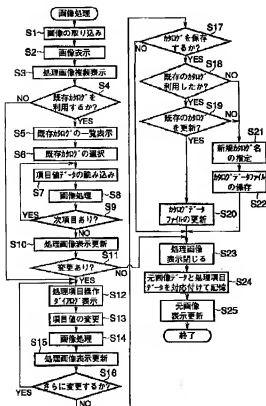 画像処理
S1
画像の取り込み
S2
画像表示
S3
処理画像複製表示
S4
既存カタログを
利用するか?
NO
YES
S5
既存カタログの一覧表示
S6
既存カタログの選択
項目値データの読み込み
S7
画像処理
S8
S9
次項目あり?
YES
NO
S10
処理画像表示更新
S11
変更あり?
NO
YES
S12
処理項目操作
ダイアログ表示
S13
項目値の変更
S14
画像処理
S15
処理画像表示更新
S16
さらに変更するか?
YES
NO
S17
カタログを保存
するか?
NO
YES
S18
既存のカタログ
利用したか?
NO
YES
S19
既存のカタログ
を更新?
NO
YES
S21
新規カタログ名
の指定
カタログデータファイル
の保存
S22
カタログデータ
ファイルの更新
S20
処理画像
表示閉じる
S23
元画像データと処理項目
データを対応付けて記憶
S24
元画像
表示更新
S25
終了